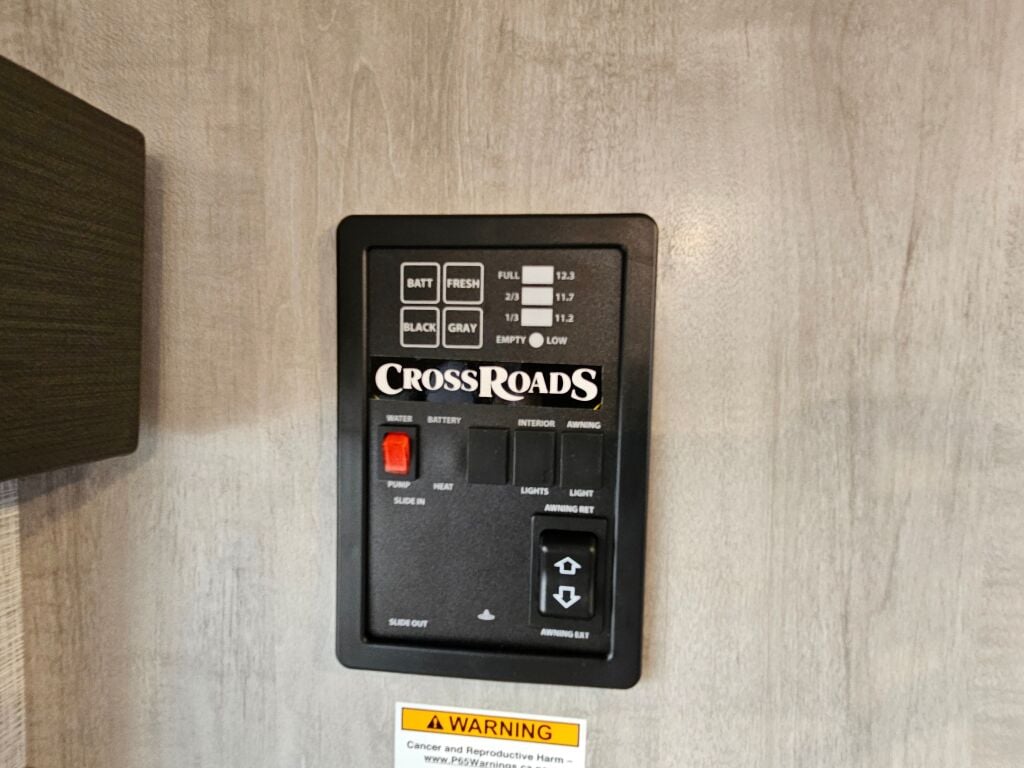 BATT FRESH
BLACK GRAY
FULL 12.3
2/3 11.7
1/3 11.2
EMPTY LOW
CROSSROADS
WATER BATTERY INTERIOR AWNING
PUMP HEAT LIGHTS LIGHT
SLIDE IN
AWNING RET
SLIDE OUT
AWNING EXT
WARNING
Cancer and Reproductive Harm –